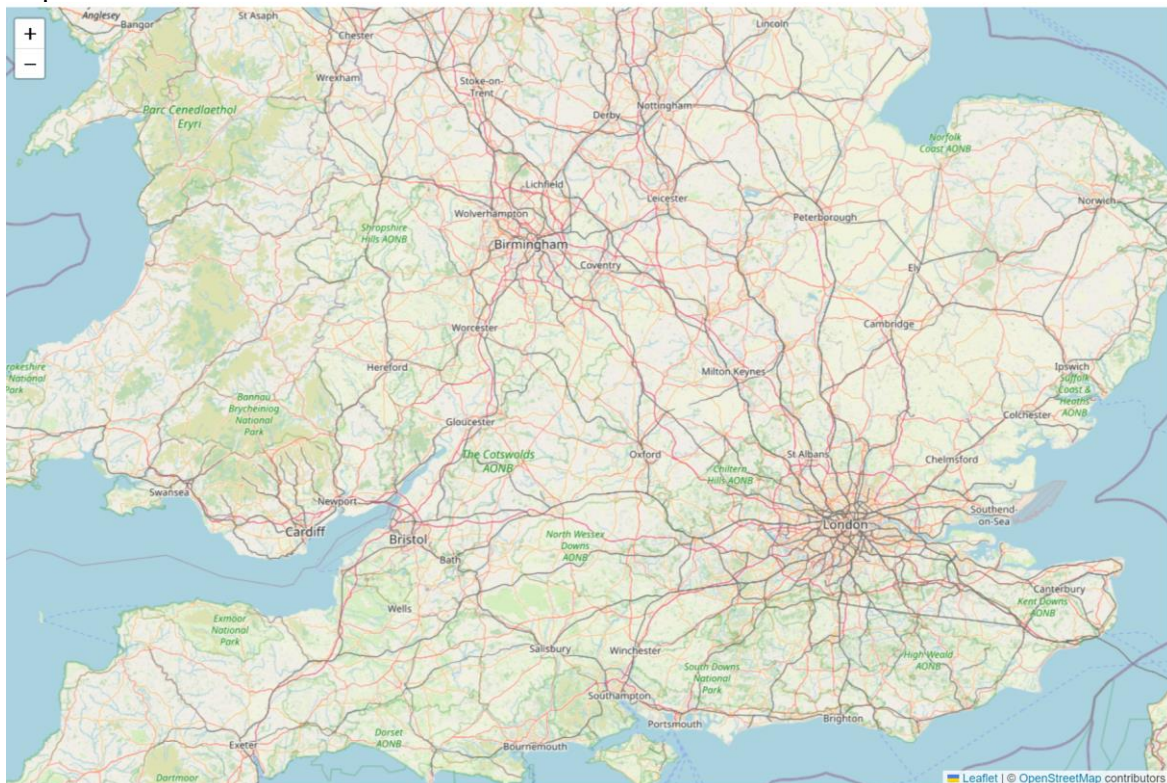 Anglesey
Bangor
St Asaph
Chester
Lincoln
+
−
Wrexham
Stoke-on-
Trent
Nottingham
Derby
Parc Cenedlaethol
Eryri
Norfolk
Coast AONB
Lichfield
Leicester
Norwich
Wolverhampton
Peterborough
Shropshire
Hills AONB
Birmingham
Coventry
Ely
Worcester
Cambridge
Hereford
Milton Keynes
Ipswich
rokeshire
National
Park
Suffolk
Coast &
Heaths
AONB
Bannau
Brycheiniog
National
Park
Colchester
Gloucester
The Cotswolds
AONB
Oxford
St Albans
Chelmsford
Chiltern
Hills AONB
Swansea
Newport
Southend-
on-Sea
Cardiff
Bristol
London
North Wessex
Downs
AONB
Bath
Canterbury
Kent Downs
AONB
Wells
Exmoor
National
Park
Salisbury
Winchester
High Weald
AONB
South Downs
National
Park
Southampton
Portsmouth
Brighton
Dorset
AONB
Exeter
Bournemouth
Dartmoor
Leaflet | © OpenStreetMap contributors